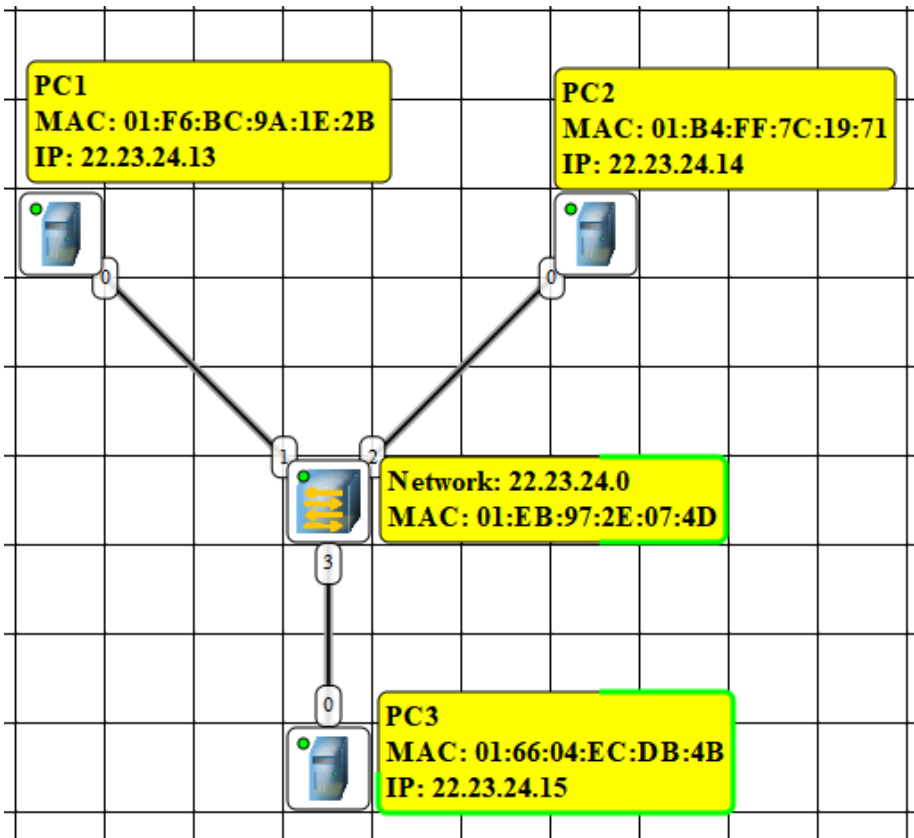 PC1
MAC: 01:F6:BC:9A:1E:2B
IP: 22.23.24.13
PC2
MAC: 01:B4:FF:7C:19:71
IP: 22.23.24.14
0
0
1
2
Network: 22.23.24.0
MAC: 01:EB:97:2E:07:4D
3
0
PC3
MAC: 01:66:04:EC:DB:4B
IP: 22.23.24.15